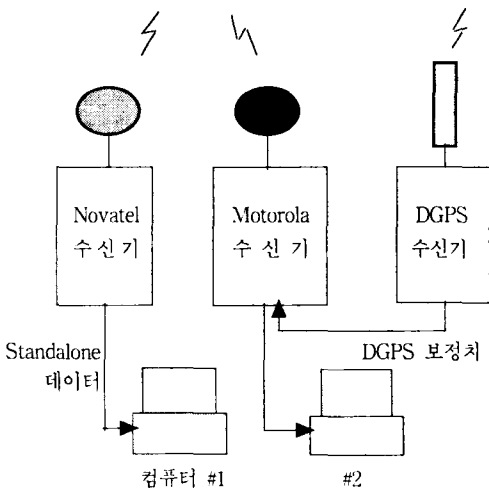 Novatel
수신기
Motorola
수 신 기
DGPS
수신기
Standalone
데이터
DGPS 보정치
컴퓨터 #1
#2